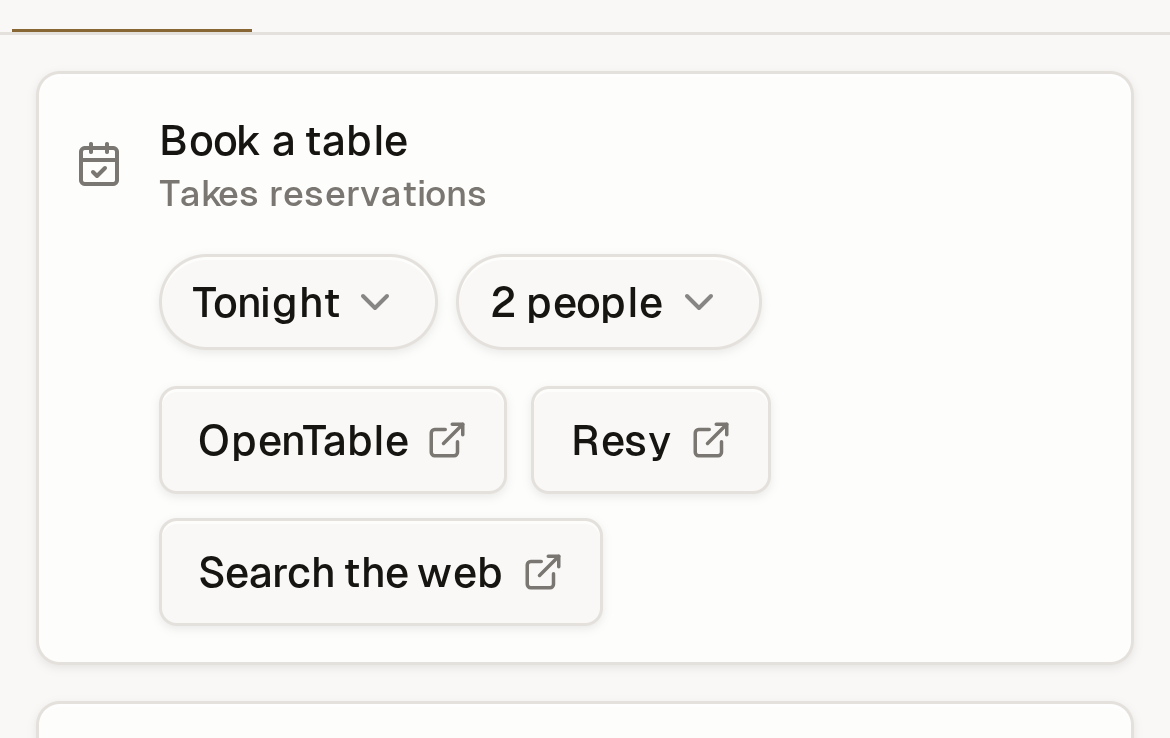 Book a table
Takes reservations
Tonight
2 people
OpenTable
Resy
Search the web